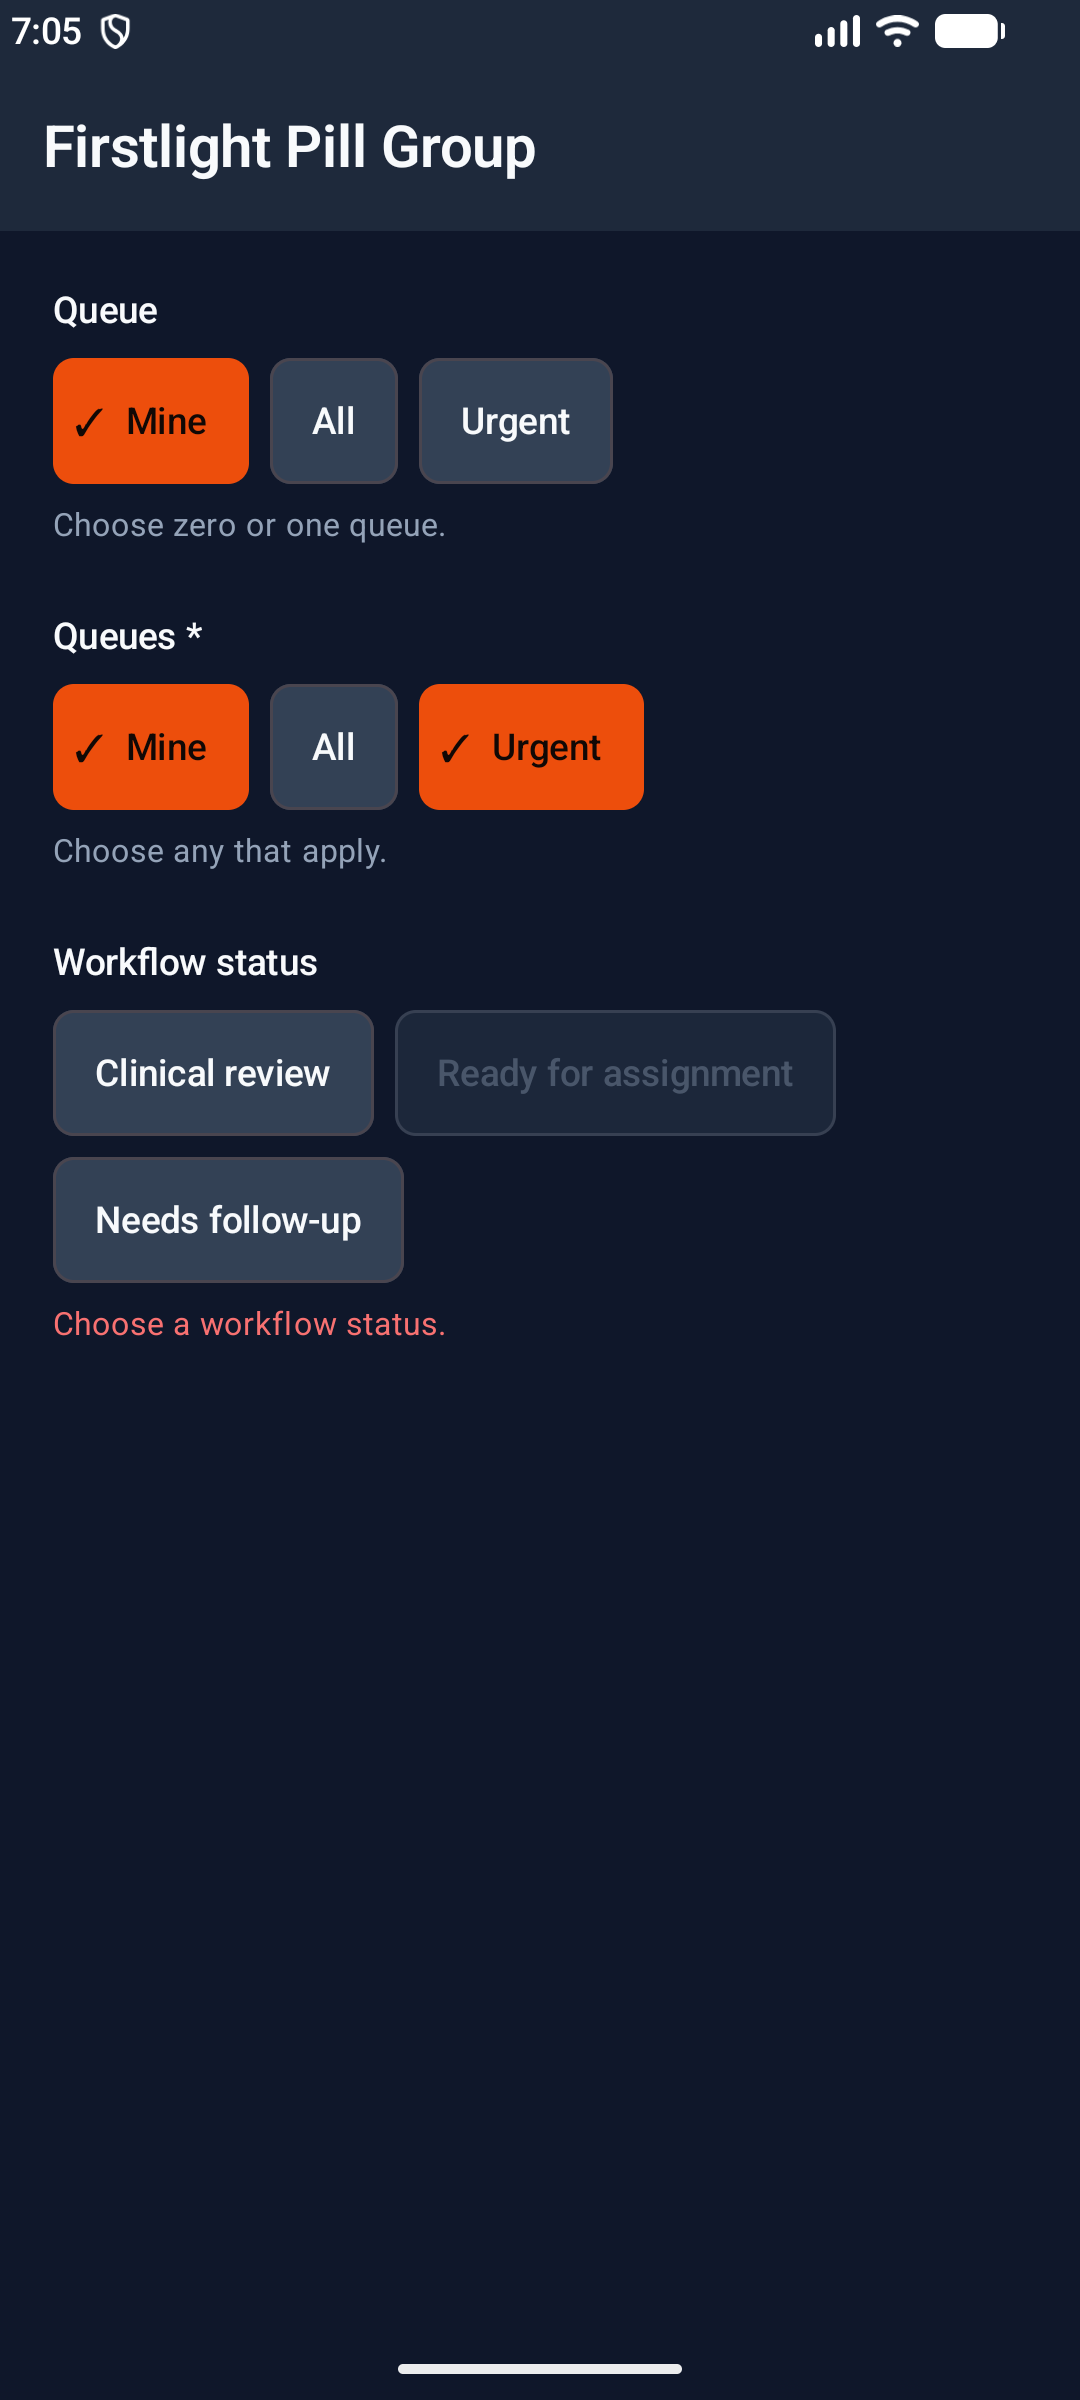 7:05
Firstlight Pill Group
Queue
✓ Mine All Urgent
Choose zero or one queue.
Queues *
✓ Mine All ✓ Urgent
Choose any that apply.
Workflow status
Clinical review Ready for assignment
Needs follow-up
Choose a workflow status.